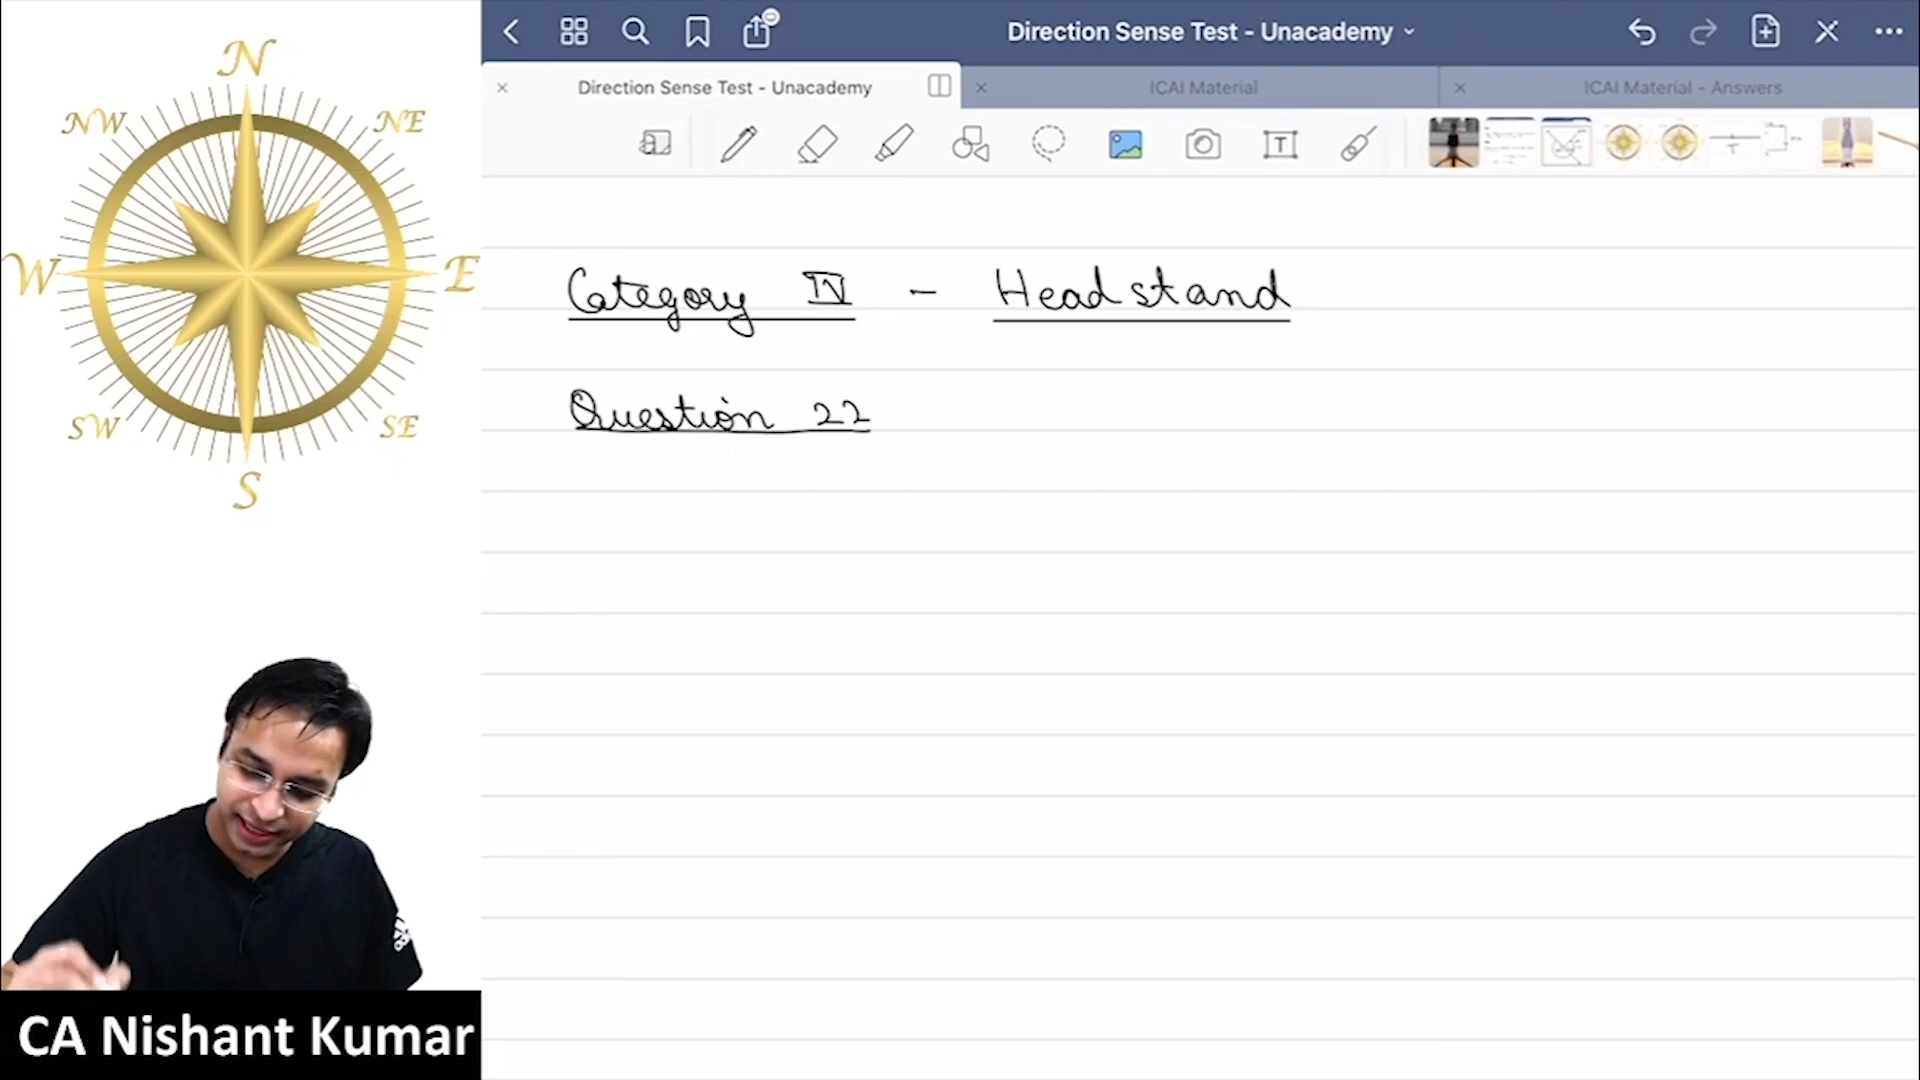 Direction Sense Test - Unacademy
Direction Sense Test - Unacademy
ICAI Material
ICAI Material - Answers
T
N
NW
NE
W
E
SW
SE
S
Category IV - Headstand
Question 22
CA Nishant Kumar